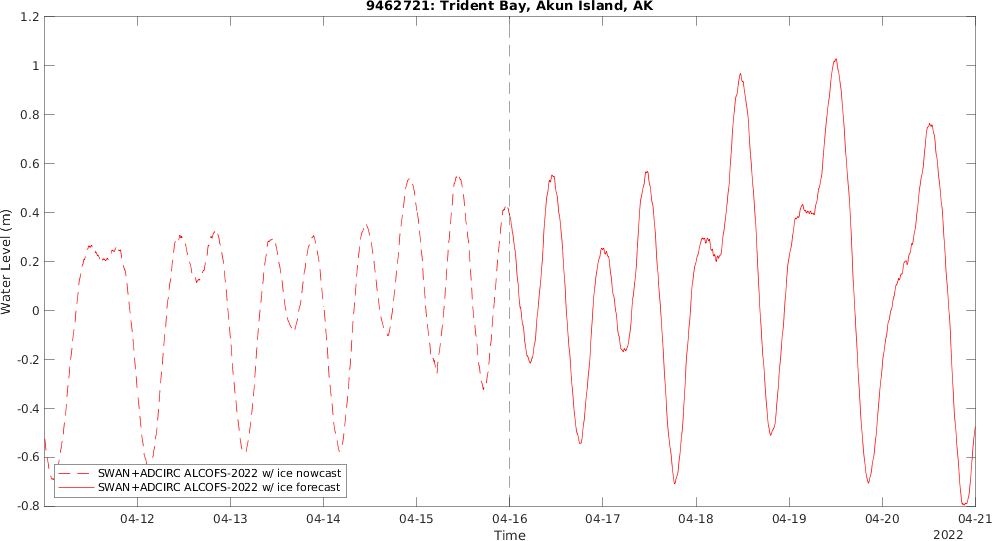 9462721: Trident Bay, Akun Island, AK
1.2
1
0.8
0.6
0.4
0.2
0
-0.2
-0.4
-0.6
-0.8
Water Level (m)
SWAN+ADCIRC ALCOFS-2022 w/ ice nowcast
SWAN+ADCIRC ALCOFS-2022 w/ ice forecast
04-12 04-13 04-14 04-15 04-16 04-17 04-18 04-19 04-20 04-21
Time
2022